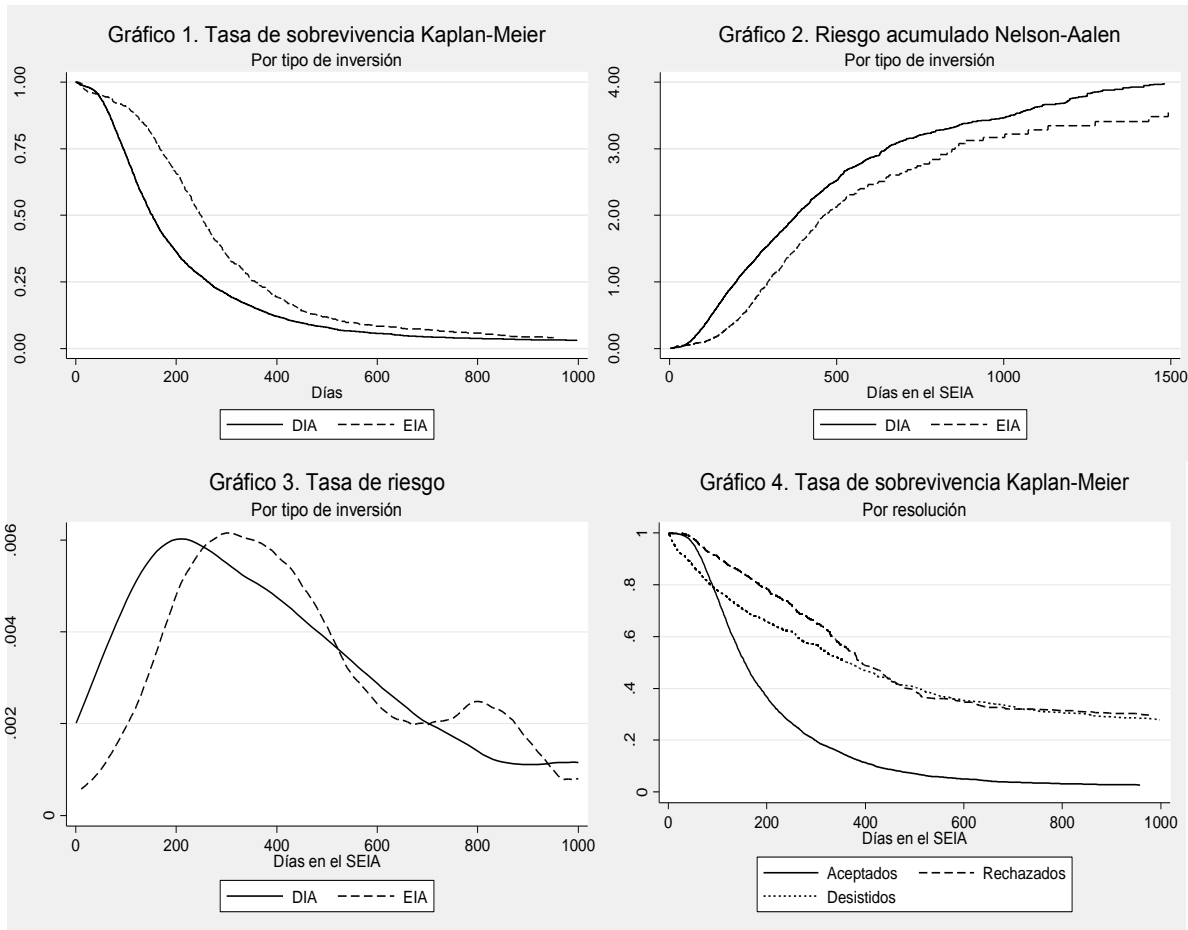 Gráfico 1. Tasa de sobrevivencia Kaplan-Meier
Por tipo de inversión
1.00
0.75
0.50
0.25
0.00
0 200 400 600 800 1000
Días
DIA EIA
Gráfico 2. Riesgo acumulado Nelson-Aalen
Por tipo de inversión
4.00
3.00
2.00
1.00
0.00
0 500 1000 1500
Días en el SEIA
DIA EIA
Gráfico 3. Tasa de riesgo
Por tipo de inversión
.006
.004
.002
0
0 200 400 600 800 1000
Días en el SEIA
DIA EIA
Gráfico 4. Tasa de sobrevivencia Kaplan-Meier
Por resolución
1
.8
.6
.4
.2
0
0 200 400 600 800 1000
Días en el SEIA
Aceptados Rechazados
Desistidos